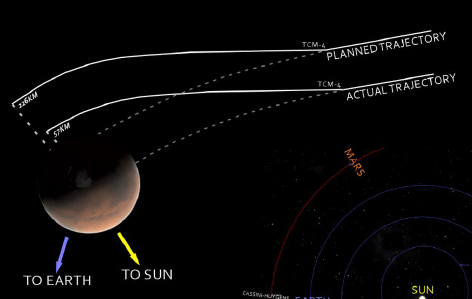 TCM-4
PLANNED TRAJECTORY
226KM
TCM-4
ACTUAL TRAJECTORY
57KM
MARS
TO EARTH
TO SUN
CASSINI-HUYGENS
EARTH
SUN